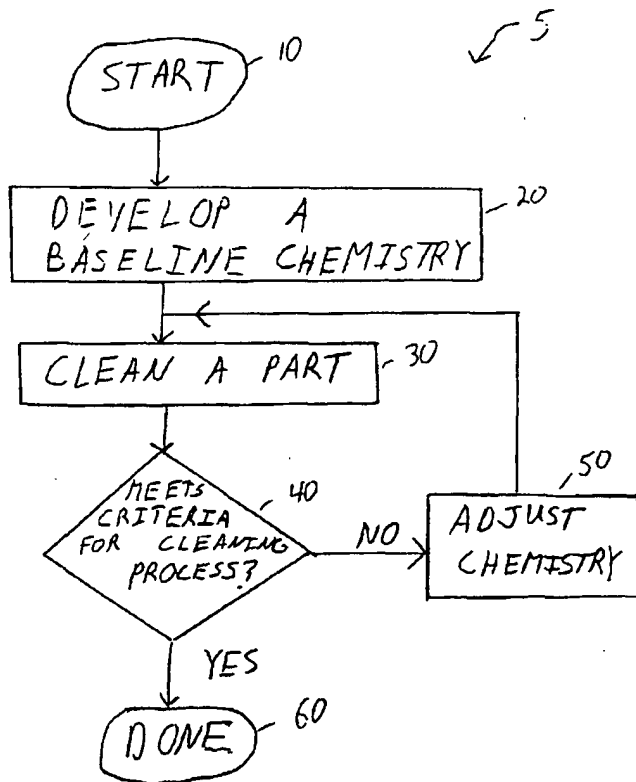 5
10
START
20
DEVELOP A
BASELINE CHEMISTRY
30
CLEAN A PART
40
MEETS
CRITERIA
FOR CLEANING
PROCESS?
NO
50
ADJUST
CHEMISTRY
YES
60
DONE